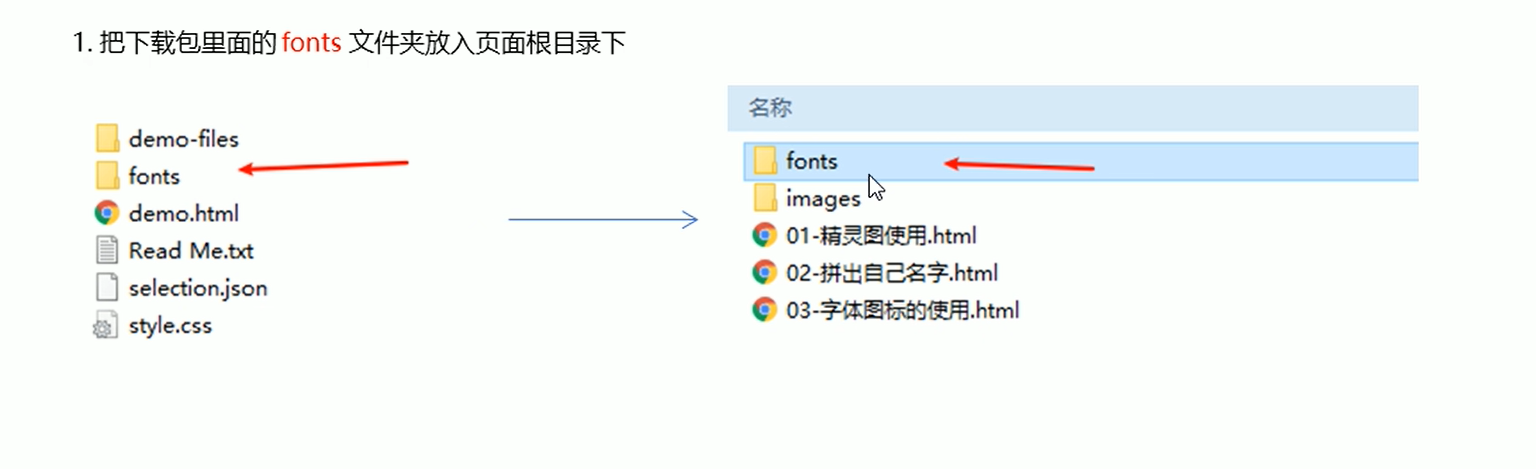 1. 把下载包里面的 fonts 文件夹放入页面根目录下
demo-files
fonts
demo.html
Read Me.txt
selection.json
style.css
名称
fonts
images
01-精灵图使用.html
02-拼出自己名字.html
03-字体图标的使用.html